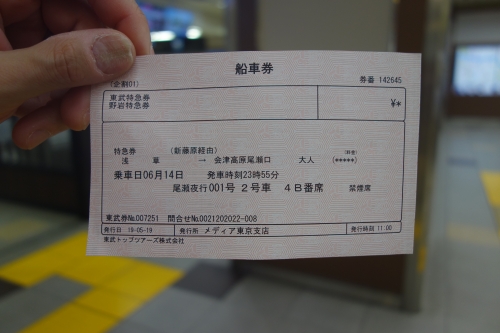 船車券
(企割01) 券番 142645
東武特急券
野岩特急券 ¥*
特急券 (新藤原経由) (料金)
浅 草 → 会津高原尾瀬口 大人 (*****)
乗車日06月14日 発車時刻23時55分
尾瀬夜行001号 2号車 4B番席 禁煙席
東武券No.007251 問合せNo.0021202022-008
発行日 19-05-19 発行所 メディア東京支店 発行時刻 11:00
東武トップツアーズ株式会社